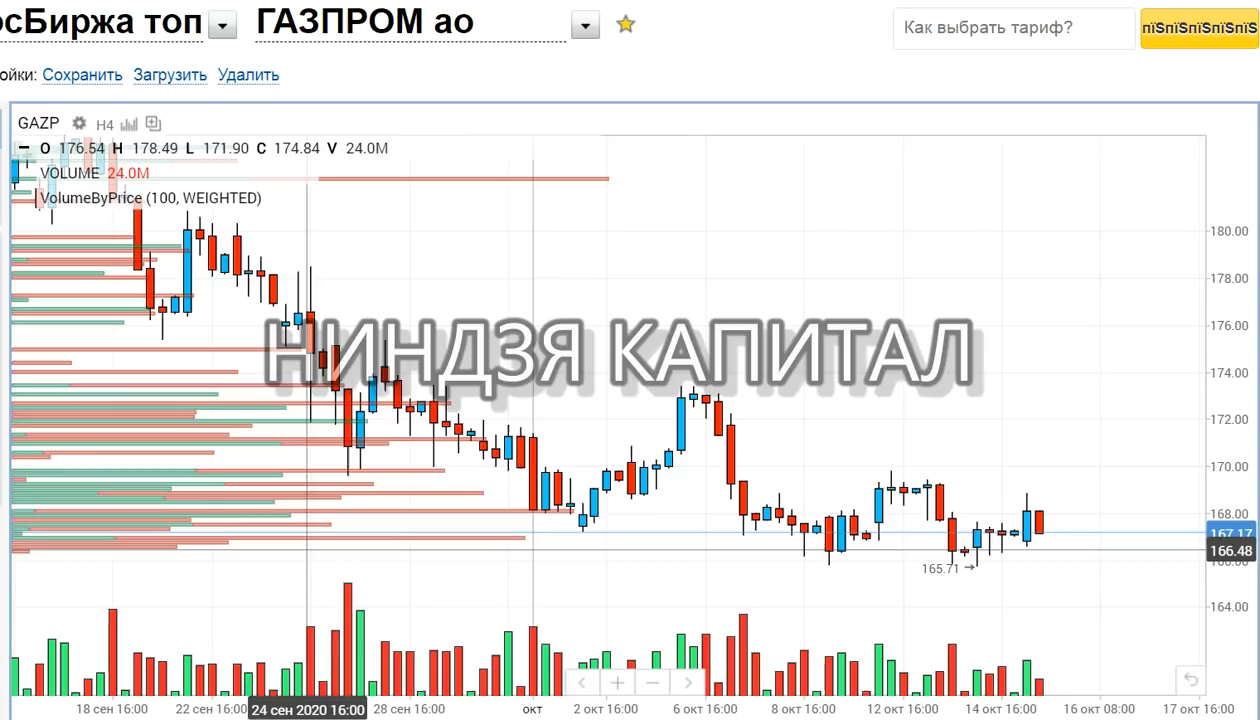 осБиржа топ ГАЗПРОМ ао
Как выбрать тариф?
піЅпіЅпіЅпіЅпіЅ
ойки: Сохранить Загрузить Удалить
GAZP H4
O 176.54 H 178.49 L 171.90 C 174.84 V 24.0M
VOLUME 24.0M
VolumeByPrice (100, WEIGHTED)
НИНДЗЯ КАПИТАЛ
180.00
178.00
176.00
174.00
172.00
170.00
168.00
167.17
166.48
164.00
165.71
18 сен 16:00
22 сен 16:00
24 сен 2020 16:00
28 сен 16:00
окт
2 окт 16:00
6 окт 16:00
8 окт 16:00
12 окт 16:00
14 окт 16:00
16 окт 08:00
17 окт 16:00